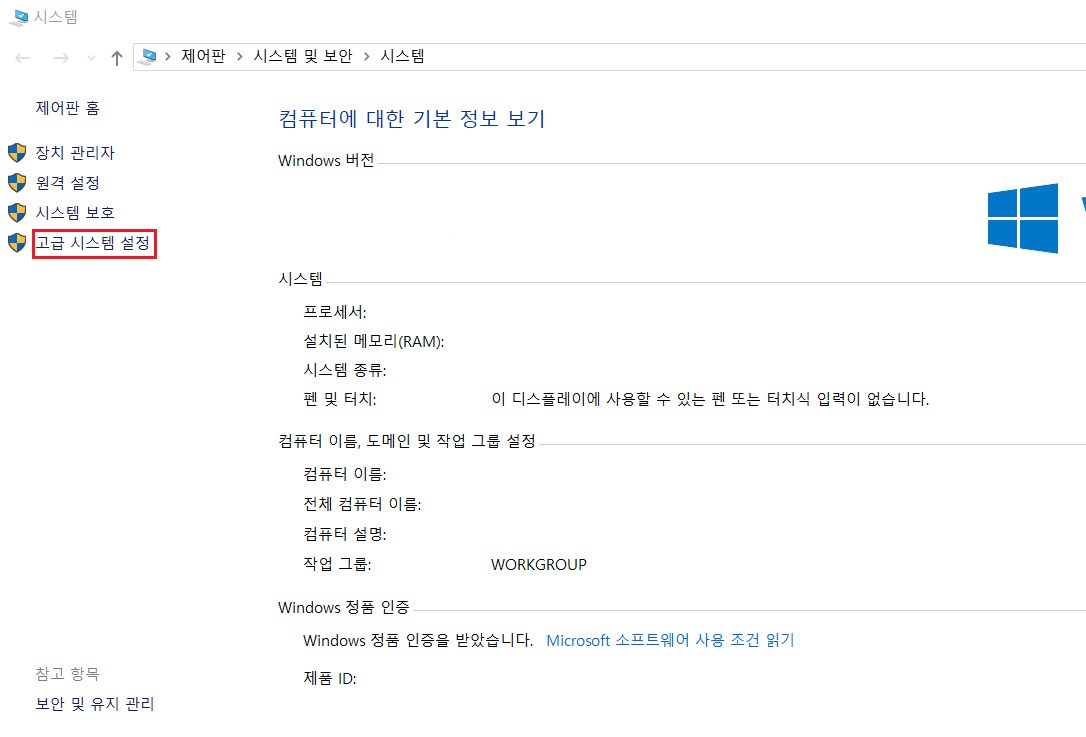 시스템
제어판 > 시스템 및 보안 > 시스템
제어판 홈
장치 관리자
원격 설정
시스템 보호
고급 시스템 설정
참고 항목
보안 및 유지 관리
컴퓨터에 대한 기본 정보 보기
Windows 버전
시스템
프로세서:
설치된 메모리(RAM):
시스템 종류:
펜 및 터치: 이 디스플레이에 사용할 수 있는 펜 또는 터치식 입력이 없습니다.
컴퓨터 이름, 도메인 및 작업 그룹 설정
컴퓨터 이름:
전체 컴퓨터 이름:
컴퓨터 설명:
작업 그룹: WORKGROUP
Windows 정품 인증
Windows 정품 인증을 받았습니다. Microsoft 소프트웨어 사용 조건 읽기
제품 ID: